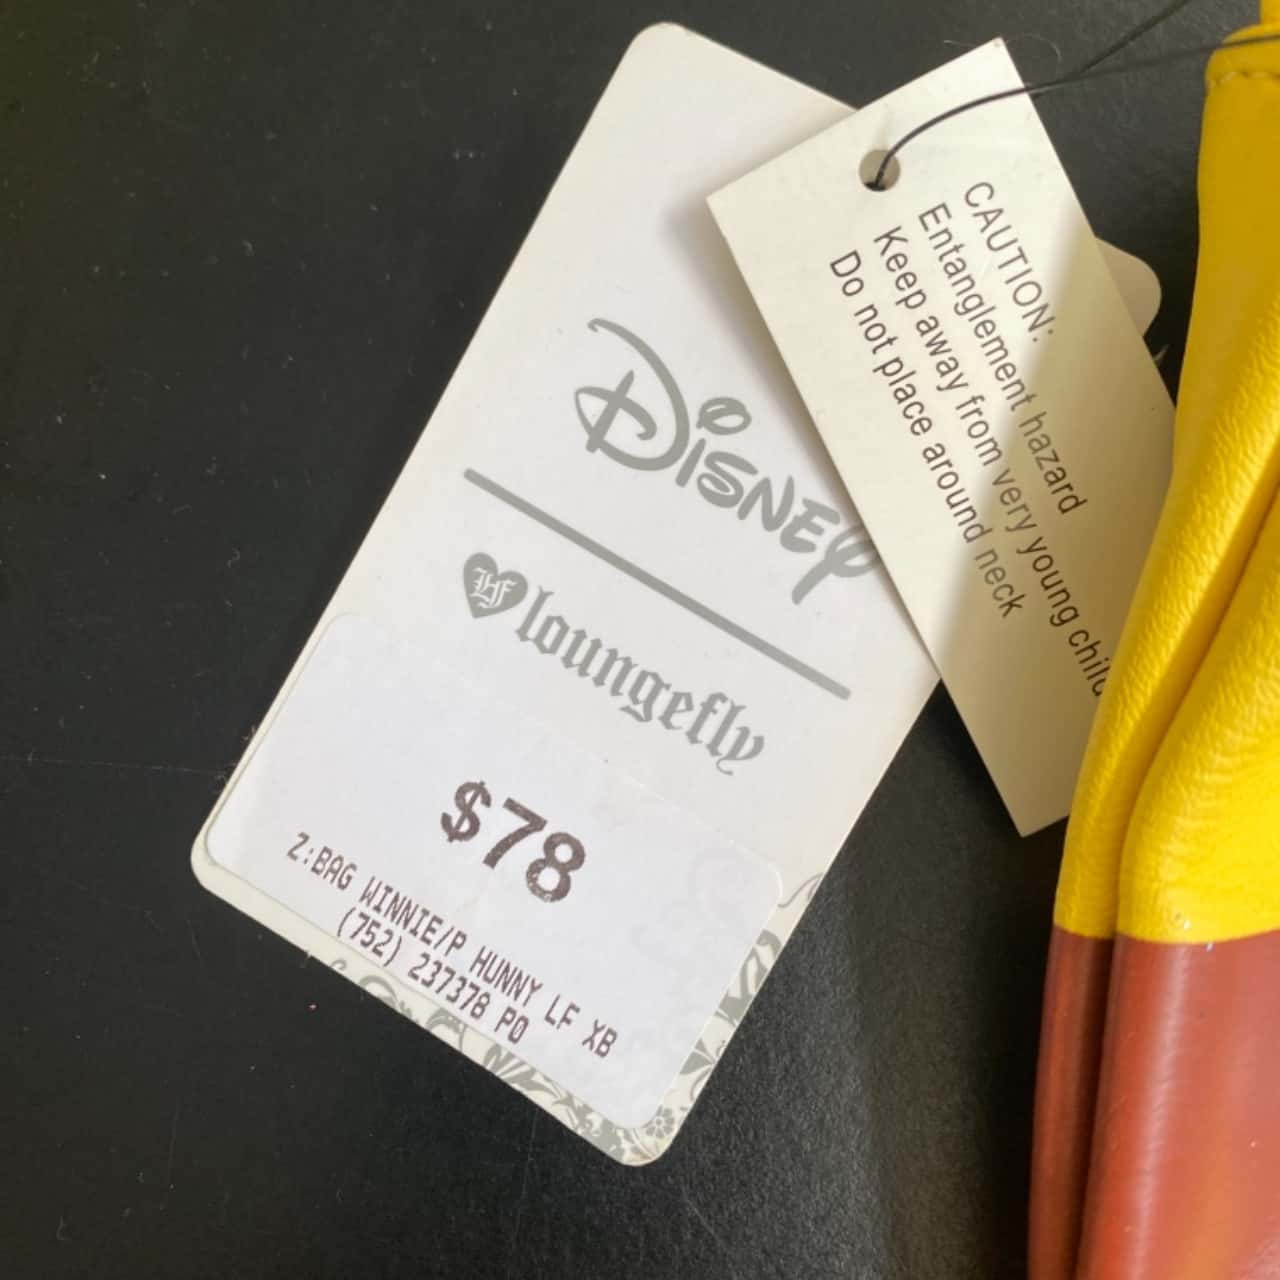 DISNEY
LF loungefly
$78
Z:BAG WINNIE/P HUNNY LF XB
(752) 237378 PO
CAUTION:
Entanglement hazard
Keep away from very young
Do not place around neck